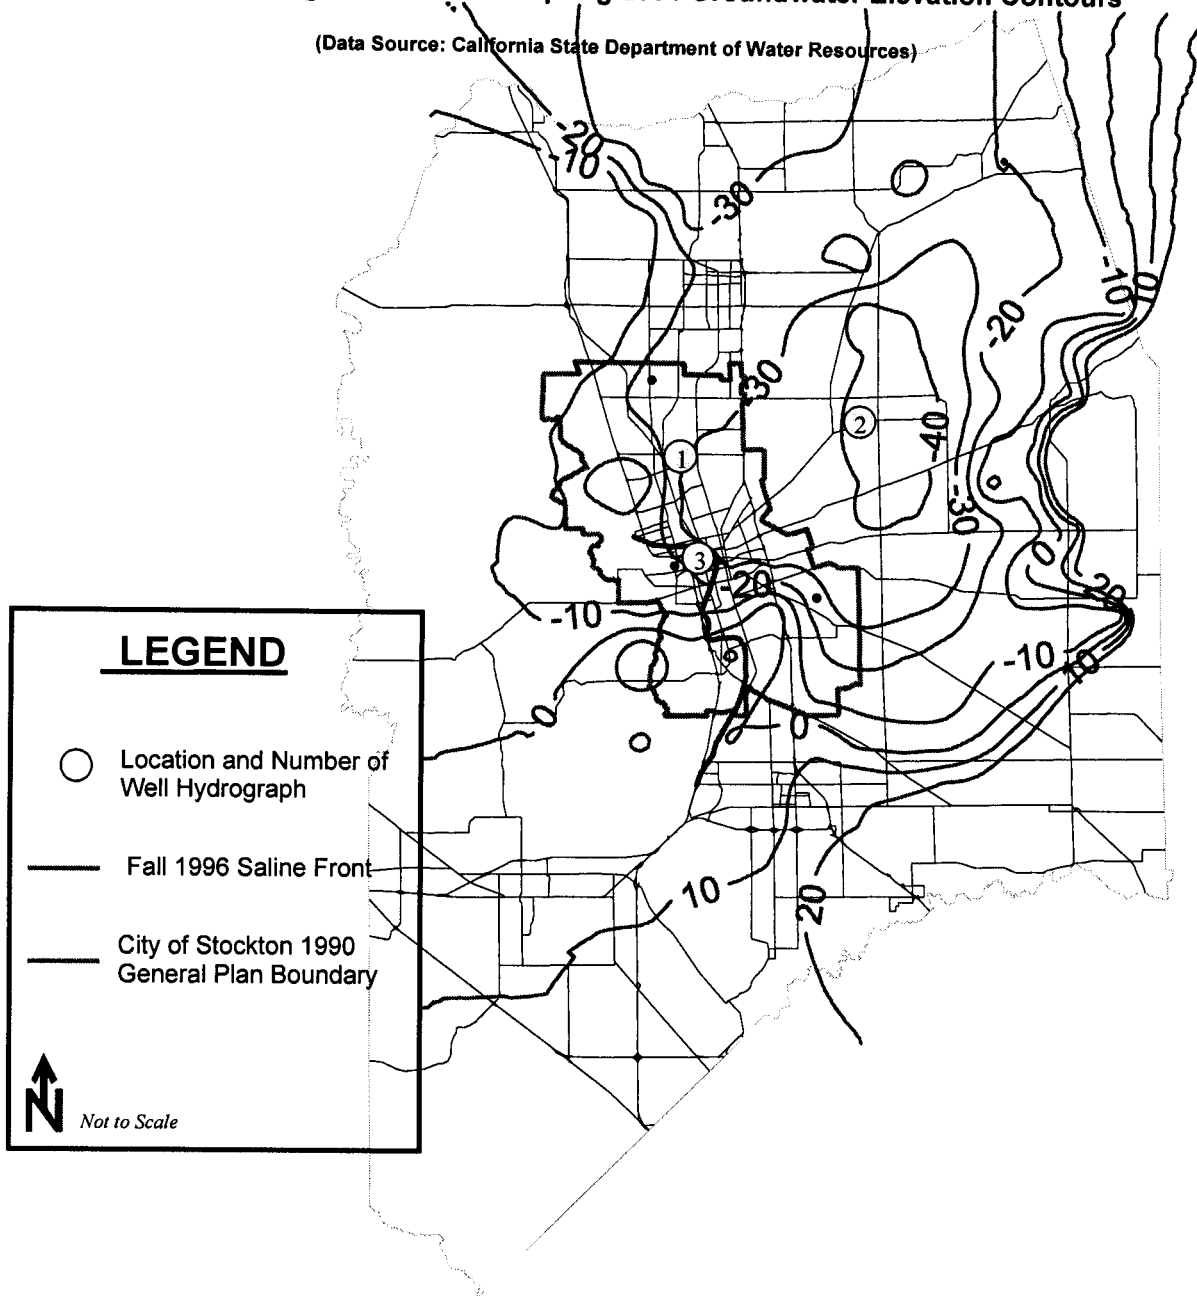 Groundwater Elevation Contours
(Data Source: California State Department of Water Resources)
-20
-10
-30
-10
10
-20
-30
2
-40
1
-30
0
3
-20
-20
-10
-10
10
0
0
10
20
LEGEND
Location and Number of
Well Hydrograph
Fall 1996 Saline Front
City of Stockton 1990
General Plan Boundary
N
Not to Scale